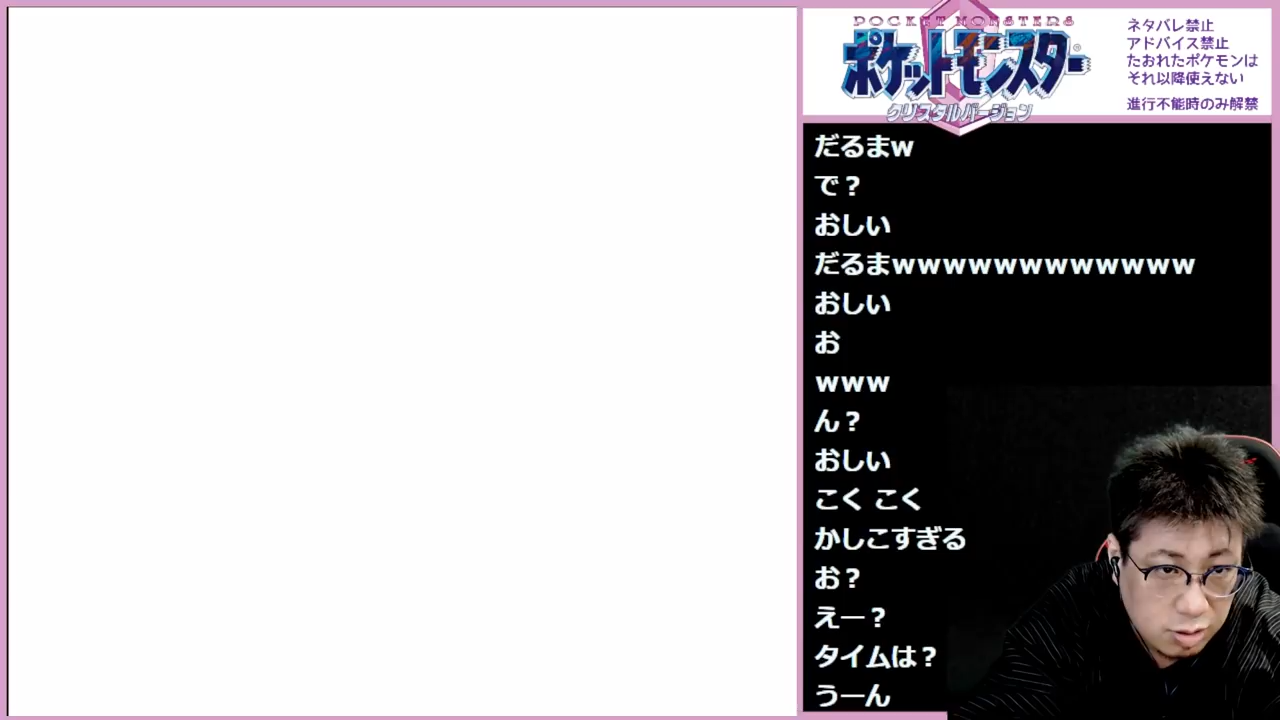 POCKET MONSTERS
ポケットモンスター
クリスタルバージョン
ネタバレ禁止
アドバイス禁止
たおれたポケモンは
それ以降使えない
進行不能時のみ解禁
だるまw
で？
おしい
だるまwwwwwwwwwwww
おしい
お
www
ん？
おしい
こく こく
かしこすぎる
お？
えー？
タイムは？
うーん